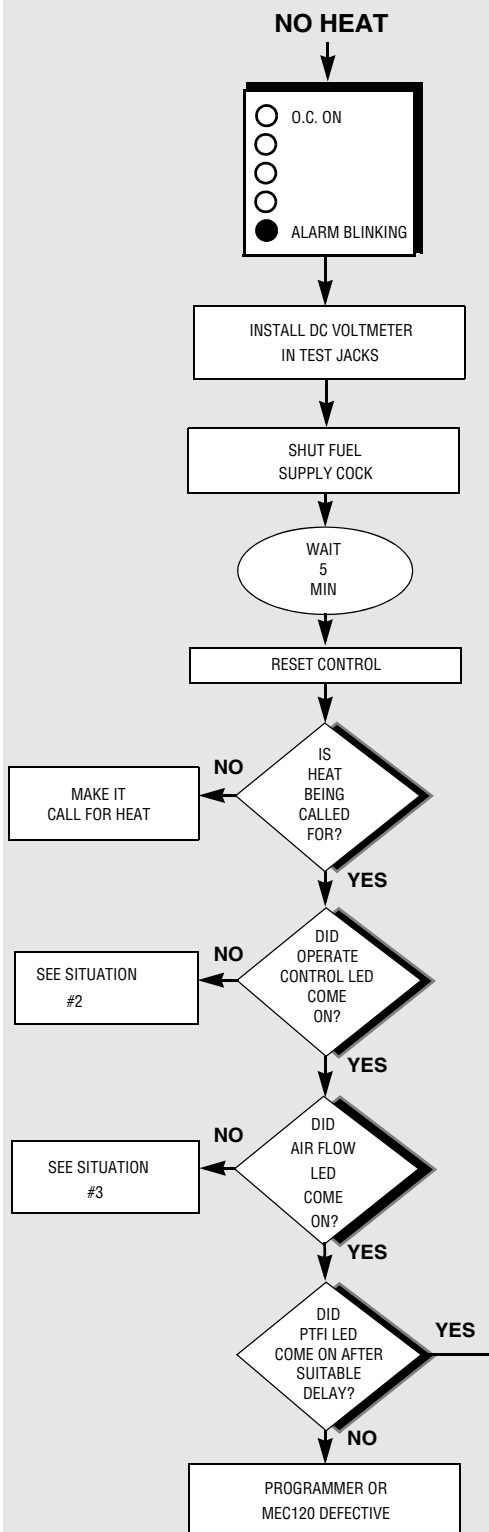 NO HEAT
O.C. ON
ALARM BLINKING
INSTALL DC VOLTMETER
IN TEST JACKS
SHUT FUEL
SUPPLY COCK
WAIT
5
MIN
RESET CONTROL
IS
HEAT
BEING
CALLED
FOR?
NO
MAKE IT
CALL FOR HEAT
YES
DID
OPERATE
CONTROL LED
COME
ON?
NO
SEE SITUATION
#2
YES
DID
AIR FLOW
LED
COME
ON?
NO
SEE SITUATION
#3
YES
DID
PTFI LED
COME ON AFTER
SUITABLE
DELAY?
YES
NO
PROGRAMMER OR
MEC120 DEFECTIVE